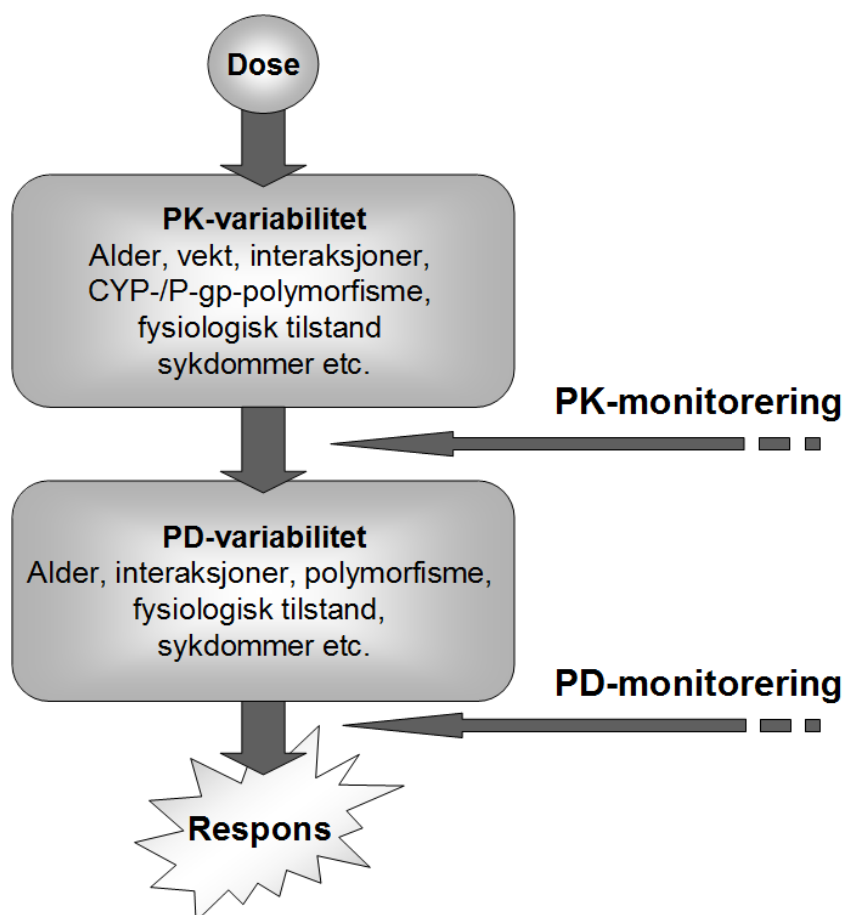 Dose
PK-variabilitet
Alder, vekt, interaksjoner,
CYP-/P-gp-polymorfisme,
fysiologisk tilstand
sykdommer etc.
PK-monitorering
PD-variabilitet
Alder, interaksjoner, polymorfisme,
fysiologisk tilstand,
sykdommer etc.
PD-monitorering
Respons